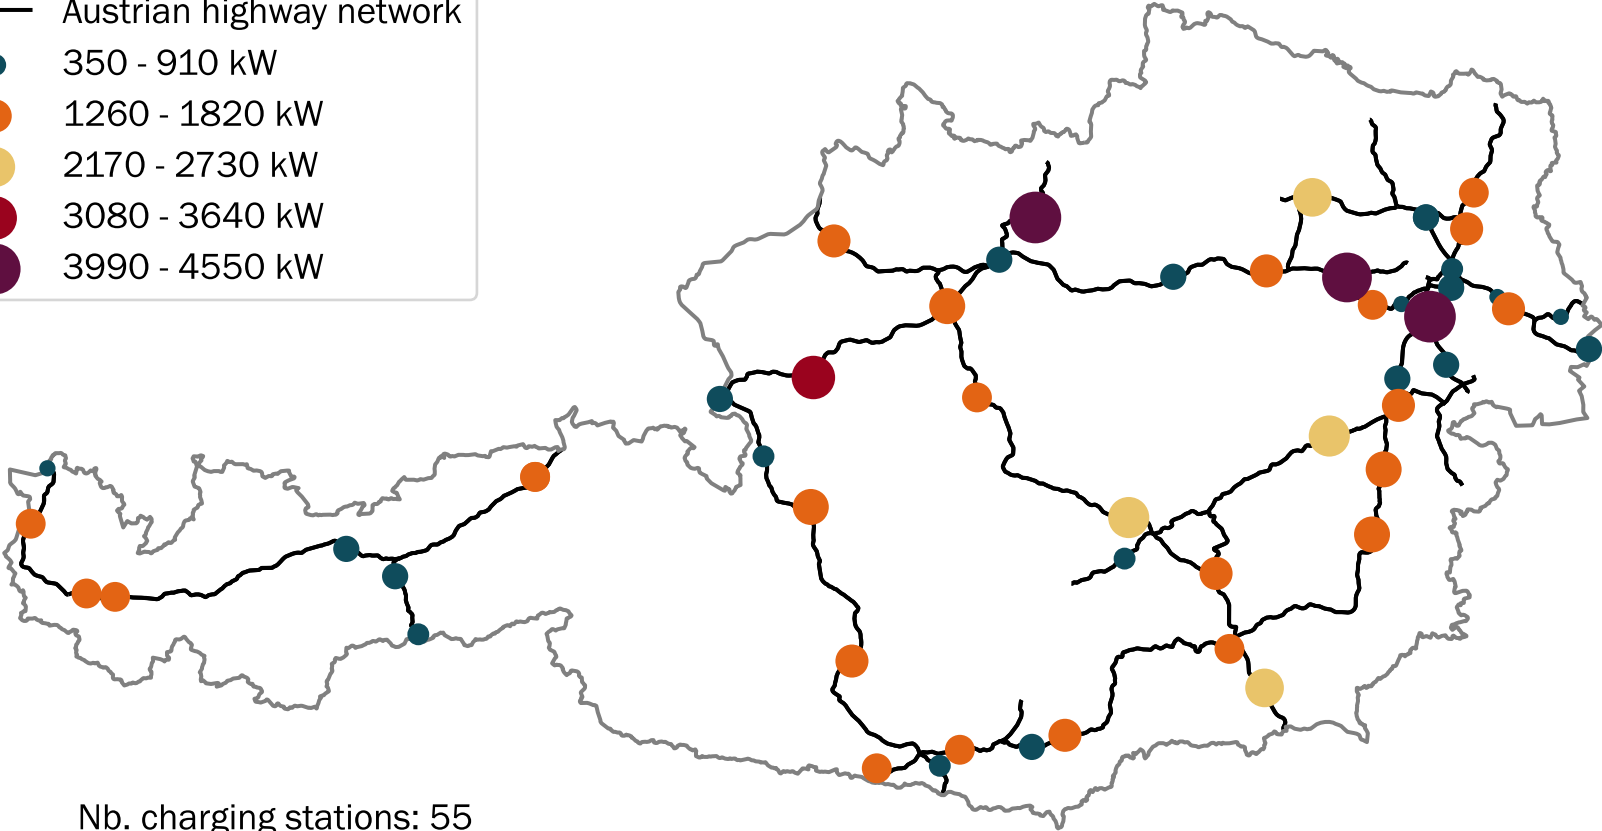 Austrian highway network
350 - 910 kW
1260 - 1820 kW
2170 - 2730 kW
3080 - 3640 kW
3990 - 4550 kW
Nb. charging stations: 55